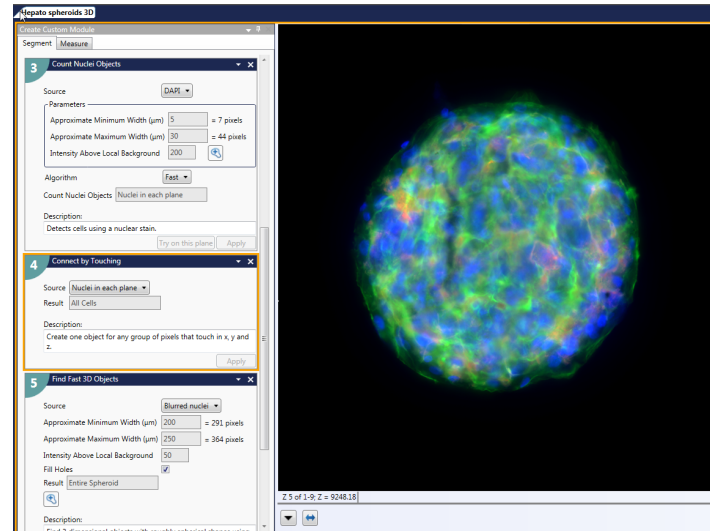 Hepato spheroids 3D
Create Custom Module
Segment Measure
3 Count Nuclei Objects
Source DAPI
Parameters
Approximate Minimum Width (μm) 5 = 7 pixels
Approximate Maximum Width (μm) 30 = 44 pixels
Intensity Above Local Background 200
Algorithm Fast
Count Nuclei Objects Nuclei in each plane
Description:
Detects cells using a nuclear stain.
Try on this plane Apply
4 Connect by Touching
Source Nuclei in each plane
Result All Cells
Description:
Create one object for any group of pixels that touch in x, y and
z.
Apply
5 Find Fast 3D Objects
Source Blurred nuclei
Approximate Minimum Width (μm) 200 = 291 pixels
Approximate Maximum Width (μm) 250 = 364 pixels
Intensity Above Local Background 50
Fill Holes
Result Entire Spheroid
Description:
Z 5 of 1-9; Z = 9248.18